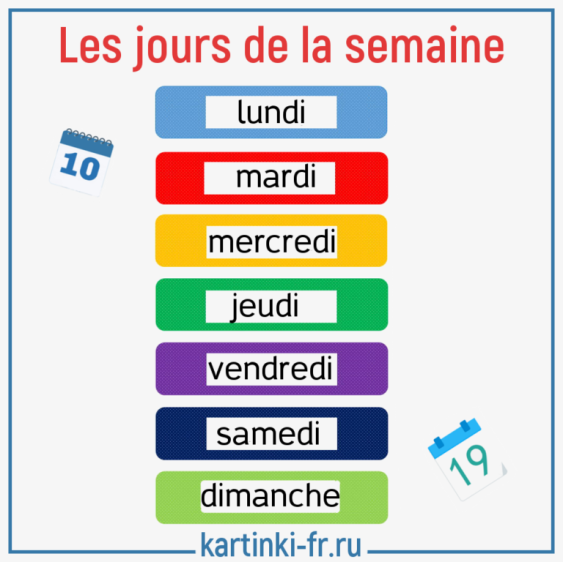 Les jours de la semaine
lundi
10
mardi
mercredi
jeudi
vendredi
samedi
19
dimanche
kartinki-fr.ru